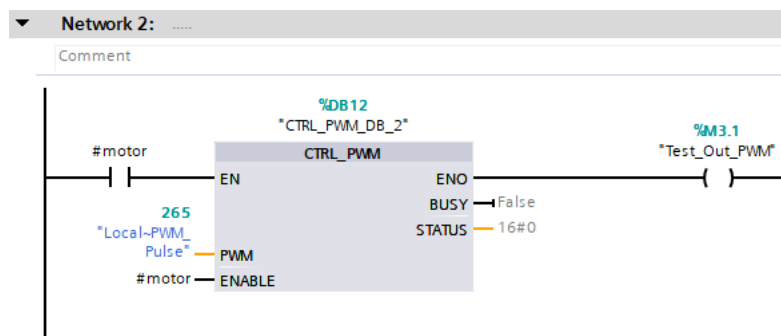 Network 2: .....
Comment
%DB12
"CTRL_PWM_DB_2"
%M3.1
"Test_Out_PWM"
#motor
CTRL_PWM
EN
ENO
BUSY
False
265
"Local~PWM_
Pulse"
STATUS
16#0
PWM
#motor
ENABLE